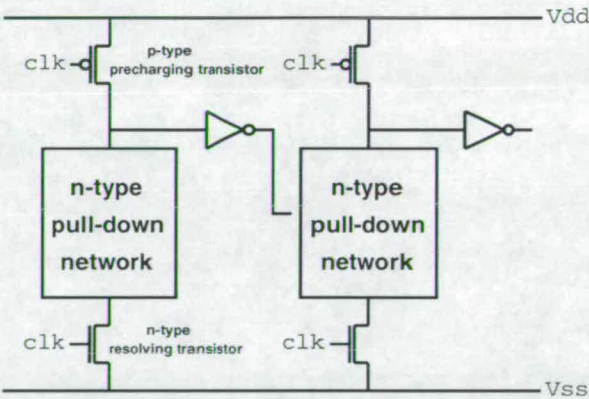 Vdd
clk
p-type
precharging transistor
clk
n-type
pull-down
network
n-type
pull-down
network
clk
n-type
resolving transistor
clk
Vss